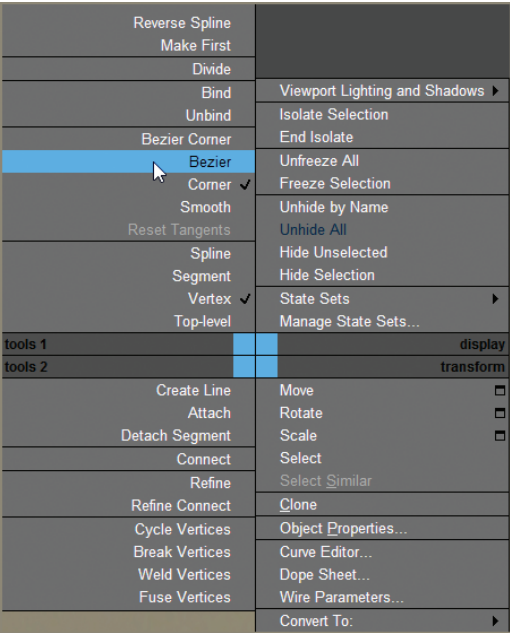 Reverse Spline
Make First
Divide
Bind
Unbind
Bezier Corner
Bezier
Corner
Smooth
Reset Tangents
Spline
Segment
Vertex
Top-level
tools 1
Viewport Lighting and Shadows
Isolate Selection
End Isolate
Unfreeze All
Freeze Selection
Unhide by Name
Unhide All
Hide Unselected
Hide Selection
State Sets
Manage State Sets...
display
tools 2
Create Line
Attach
Detach Segment
Connect
Refine
Refine Connect
Cycle Vertices
Break Vertices
Weld Vertices
Fuse Vertices
transform
Move
Rotate
Scale
Select
Select Similar
Clone
Object Properties...
Curve Editor...
Dope Sheet...
Wire Parameters...
Convert To: